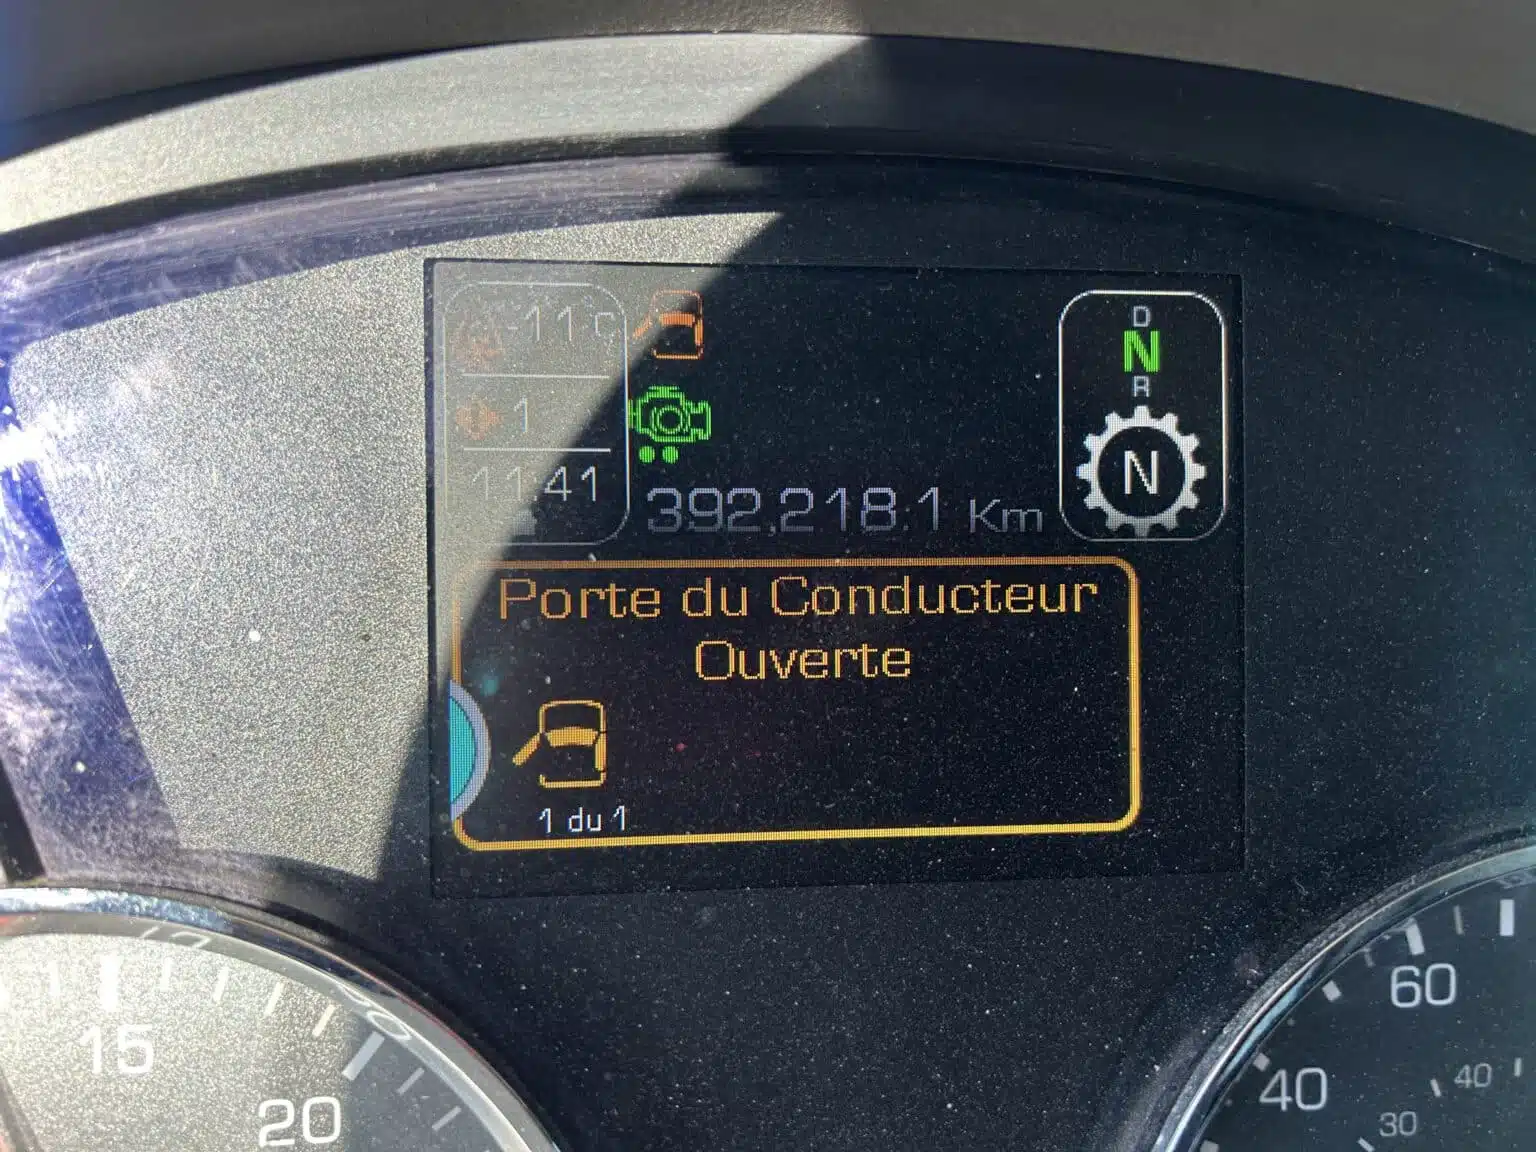 -11 C
1
11:41
392,218.1 Km
D
N
R
N
Porte du Conducteur
Ouverte
1 du 1
10
15
20
60
40
40
30